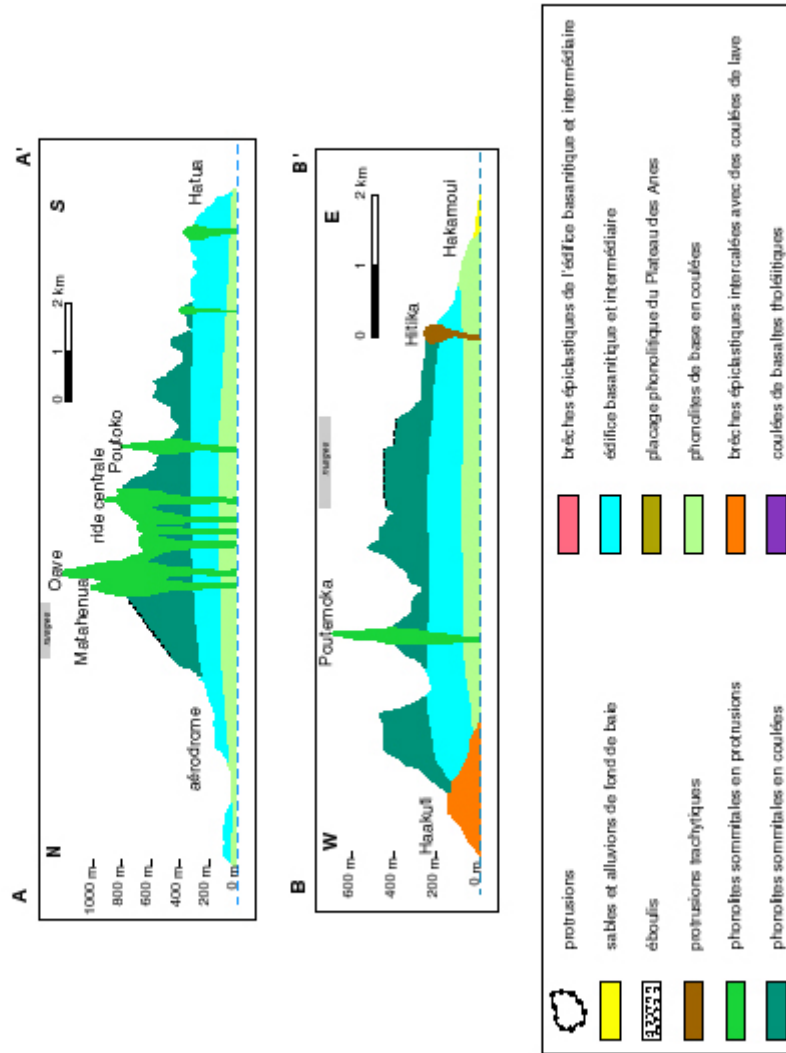 A
A'
N
S
0 1 2 km
Oave
Matahenua
ride centrale
Poutoko
Hatua
aérodrome
nuages
1000 m
800 m
600 m
400 m
200 m
0 m
B
B'
W
E
0 1 2 km
nuages
Poutemoka
Hitika
Hakamoui
Haakuti
600 m
400 m
200 m
0 m
protrusions
sables et alluvions de fond de baie
éboulis
protrusions trachytiques
phonolites sommitales en protrusions
phonolites sommitales en coulées
brèches épiclastiques de l'édifice basanitique et intermédiaire
édifice basanitique et intermédiaire
placage phonolitique du Plateau des Anes
phonolites de base en coulées
brèches épiclastiques intercalées avec des coulées de lave
coulées de basaltes tholéiitiques